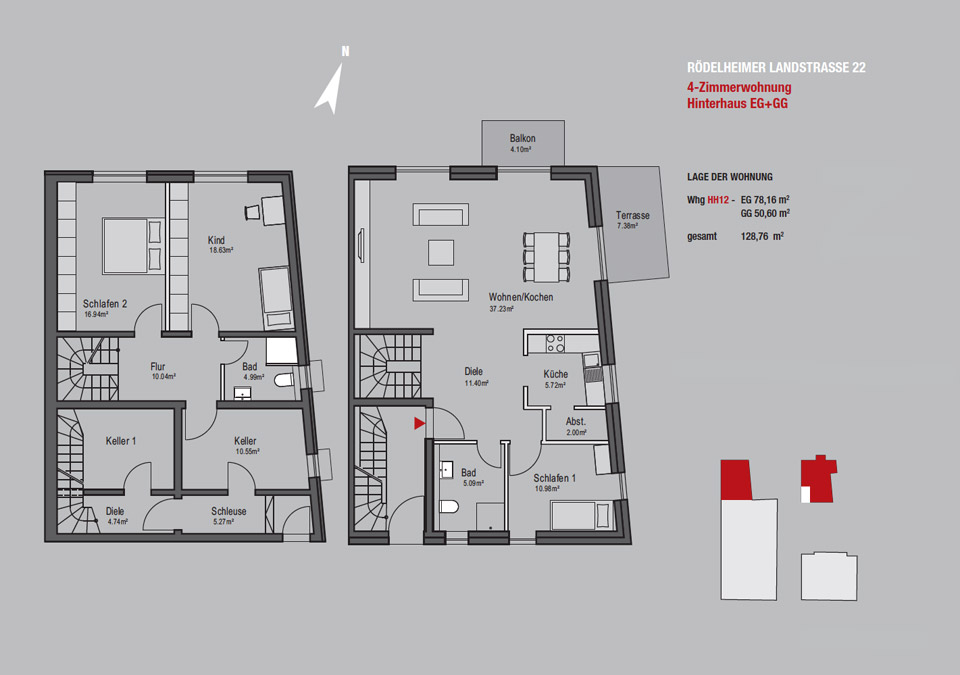 N
RÖDELHEIMER LANDSTRASSE 22
4-Zimmerwohnung
Hinterhaus EG+GG
LAGE DER WOHNUNG
Whg HH12 - EG 78,16 m²
GG 50,60 m²
gesamt 128,76 m²
Balkon
4.10m²
Terrasse
7.38m²
Kind
18.63m²
Schlafen 2
16.94m²
Wohnen/Kochen
37.23m²
Flur
10.04m²
Bad
4.99m²
Diele
11.40m²
Küche
5.72m²
Abst.
2.00m²
Keller 1
Keller
10.55m²
Bad
5.09m²
Schlafen 1
10.98m²
Diele
4.74m²
Schleuse
5.27m²